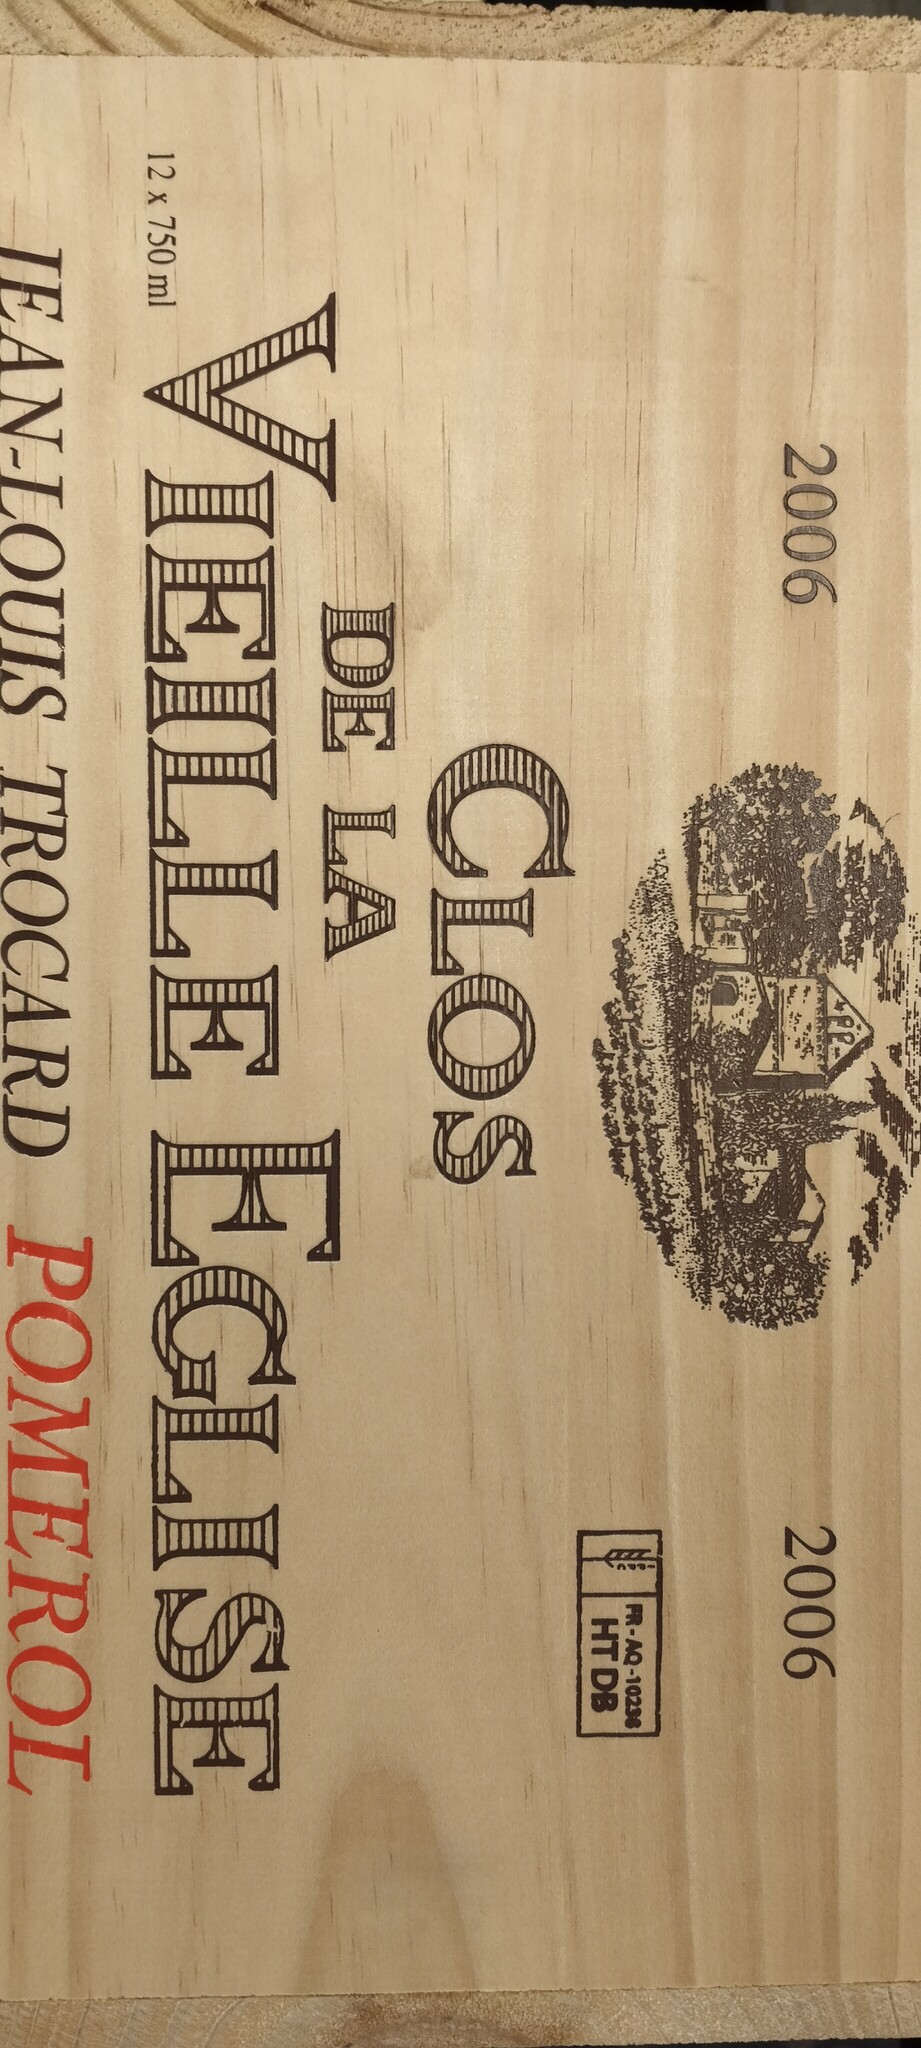 2006 2006
FR-AQ-10236
HT DB
CLOS
DE LA
VIEILLE EGLISE
12 x 750 ml
JEAN-LOUIS TROCARD POMEROL